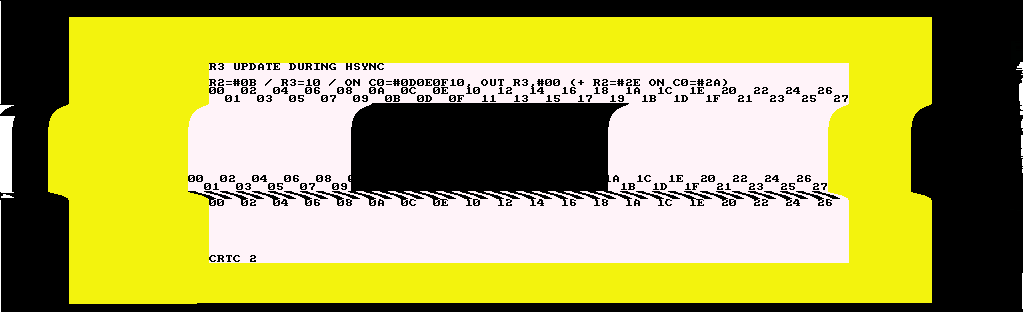 R3 UPDATE DURING HSYNC
R2=#0B / R3=10 / ON C0=#0D0E0F10, OUT R3,#00 (+ R2=#2E ON C0=#2A)
00 02 04 06 08 0A 0C 0E 10 12 14 16 18 1A 1C 1E 20 22 24 26
01 03 05 07 09 0B 0D 0F 11 13 15 17 19 1B 1D 1F 21 23 25 27
00 02 04 06 08 1A 1C 1E 20 22 24 26
01 03 05 07 09 1B 1D 1F 21 23 25 27
00 02 04 06 08 0A 0C 0E 10 12 14 16 18 1A 1C 1E 20 22 24 26
CRTC 2